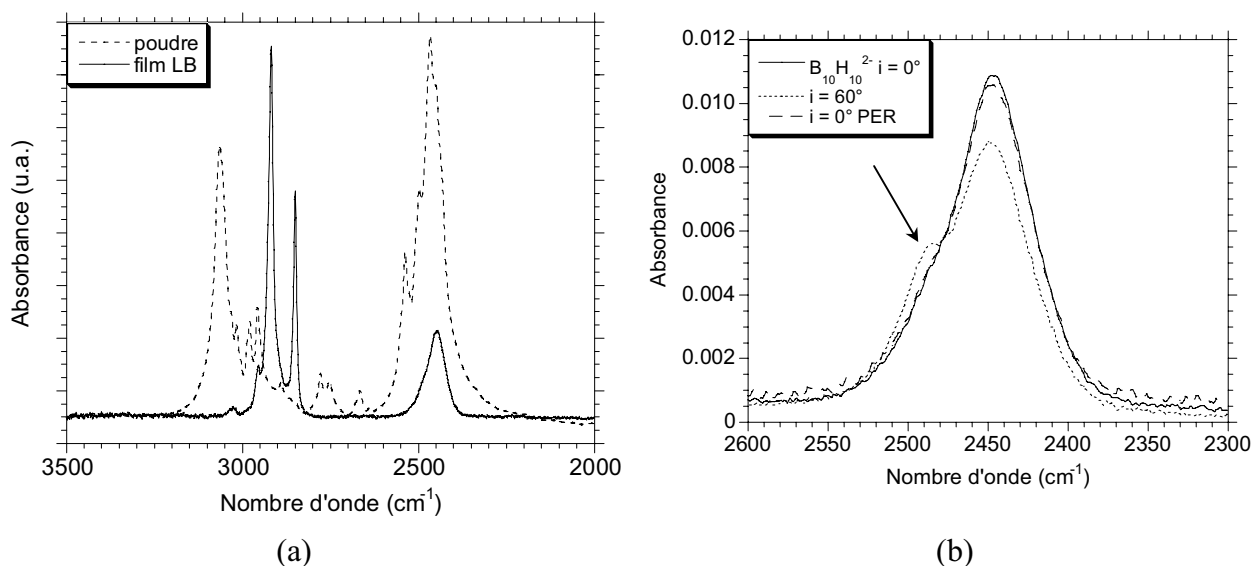 poudre
film LB
Absorbance (u.a.)
3500
3000
2500
2000
Nombre d'onde (cm⁻¹)
(a)
0.012
0.010
0.008
0.006
0.004
0.002
0
B₁₀H₁₀²⁻ i = 0°
i = 60°
i = 0° PER
Absorbance
2600
2550
2500
2450
2400
2350
2300
Nombre d'onde (cm⁻¹)
(b)